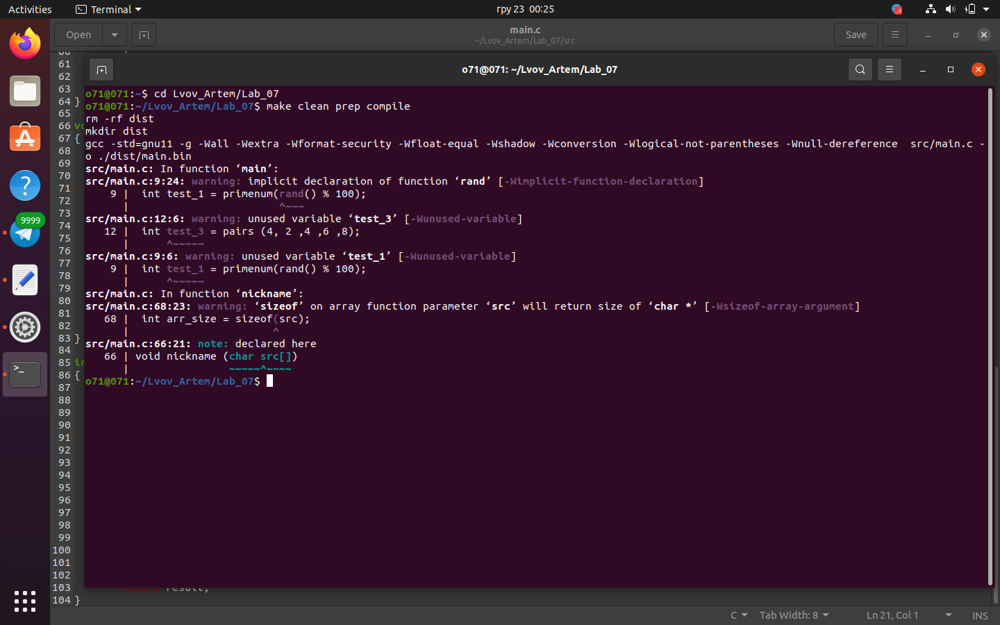 Activities Terminal гру 23 00:25
Open main.c Save
~/Lvov_Artem/Lab_07/src
o71@071: ~/Lvov_Artem/Lab_07
o71@071:~$ cd Lvov_Artem/Lab_07
o71@071:~/Lvov_Artem/Lab_07$ make clean prep compile
rm -rf dist
mkdir dist
gcc -std=gnu11 -g -Wall -Wextra -Wformat-security -Wfloat-equal -Wshadow -Wconversion -Wlogical-not-parentheses -Wnull-dereference  src/main.c -
o ./dist/main.bin
src/main.c: In function ‘main’:
src/main.c:9:24: warning: implicit declaration of function ‘rand’ [-Wimplicit-function-declaration]
    9 |  int test_1 = primenum(rand() % 100);
      |                        ^~~~
src/main.c:12:6: warning: unused variable ‘test_3’ [-Wunused-variable]
   12 |  int test_3 = pairs (4, 2 ,4 ,6 ,8);
      |      ^~~~~~
src/main.c:9:6: warning: unused variable ‘test_1’ [-Wunused-variable]
    9 |  int test_1 = primenum(rand() % 100);
      |      ^~~~~~
src/main.c: In function ‘nickname’:
src/main.c:68:23: warning: ‘sizeof’ on array function parameter ‘src’ will return size of ‘char *’ [-Wsizeof-array-argument]
   68 |  int arr_size = sizeof(src);
      |                       ^
src/main.c:66:21: note: declared here
   66 | void nickname (char src[])
      |                ~~~~~^~~~~
o71@071:~/Lvov_Artem/Lab_07$
9999
60
61
62
63
64 }
65
66 vo
67 {
68
69
70
71
72
73
74
75
76
77
78
79
80
81
82
83 }
84
85 in
86 {
87
88
89
90
91
92
93
94
95
96
97
98
99
100
101
102
103 return result;
104 }
C Tab Width: 8 Ln 21, Col 1 INS